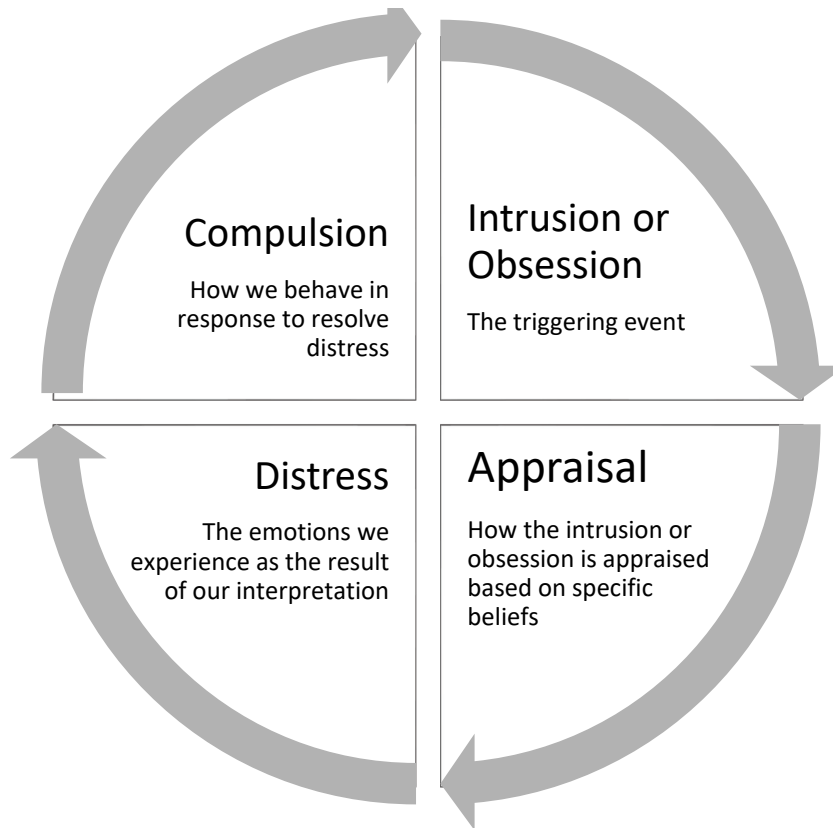 Compulsion
How we behave in
response to resolve
distress
Intrusion or
Obsession
The triggering event
Distress
The emotions we
experience as the result
of our interpretation
Appraisal
How the intrusion or
obsession is appraised
based on specific
beliefs